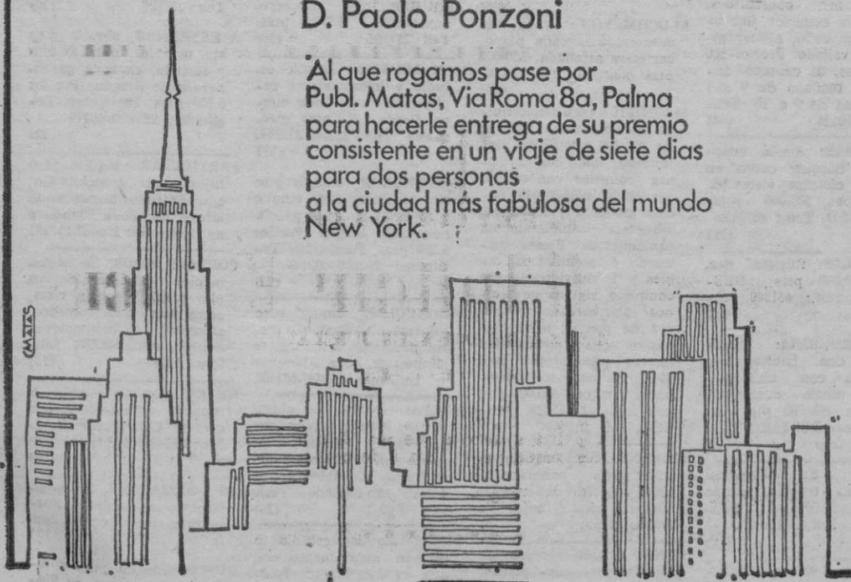 D. Paolo Ponzoni
Al que rogamos pase por
Publ. Matas, Via Roma 8a, Palma
para hacerle entrega de su premio
consistente en un viaje de siete dias
para dos personas
a la ciudad más fabulosa del mundo
New York.
MATAS